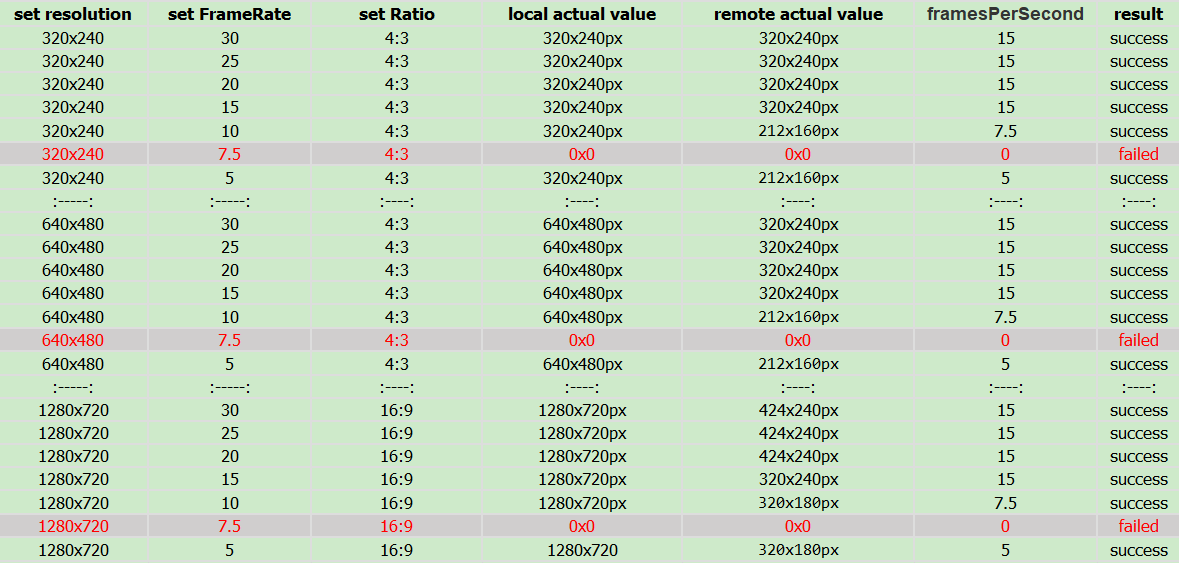 set resolution set FrameRate set Ratio local actual value remote actual value framesPerSecond result
320x240 30 4:3 320x240px 320x240px 15 success
320x240 25 4:3 320x240px 320x240px 15 success
320x240 20 4:3 320x240px 320x240px 15 success
320x240 15 4:3 320x240px 320x240px 15 success
320x240 10 4:3 320x240px 212x160px 7.5 success
320x240 7.5 4:3 0x0 0x0 0 failed
320x240 5 4:3 320x240px 212x160px 5 success
:-----: :-----: :----: :----: :----: :----: :----:
640x480 30 4:3 640x480px 320x240px 15 success
640x480 25 4:3 640x480px 320x240px 15 success
640x480 20 4:3 640x480px 320x240px 15 success
640x480 15 4:3 640x480px 320x240px 15 success
640x480 10 4:3 640x480px 212x160px 7.5 success
640x480 7.5 4:3 0x0 0x0 0 failed
640x480 5 4:3 640x480px 212x160px 5 success
:-----: :-----: :----: :----: :----: :----: :----:
1280x720 30 16:9 1280x720px 424x240px 15 success
1280x720 25 16:9 1280x720px 424x240px 15 success
1280x720 20 16:9 1280x720px 424x240px 15 success
1280x720 15 16:9 1280x720px 320x240px 15 success
1280x720 10 16:9 1280x720px 320x180px 7.5 success
1280x720 7.5 16:9 0x0 0x0 0 failed
1280x720 5 16:9 1280x720 320x180px 5 success